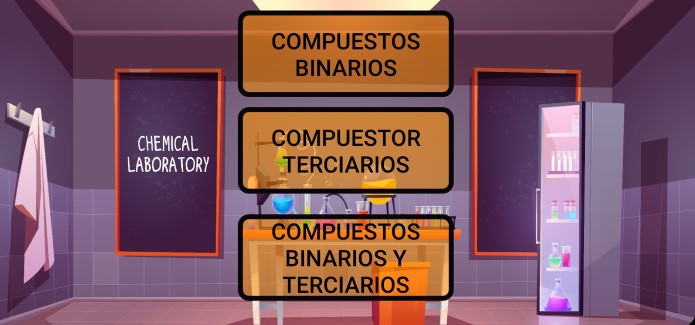 COMPUESTOS
BINARIOS
CHEMICAL
LABORATORY
COMPUESTOR
TERCIARIOS
COMPUESTOS
BINARIOS Y
TERCIARIOS